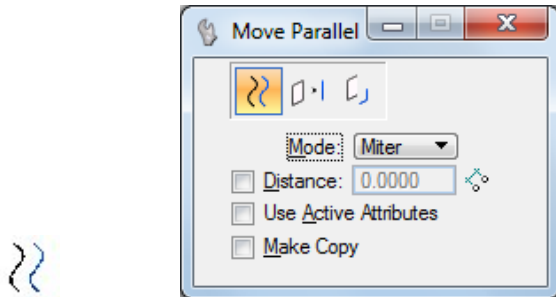 Move Parallel
Mode: Miter
Distance: 0.0000
Use Active Attributes
Make Copy